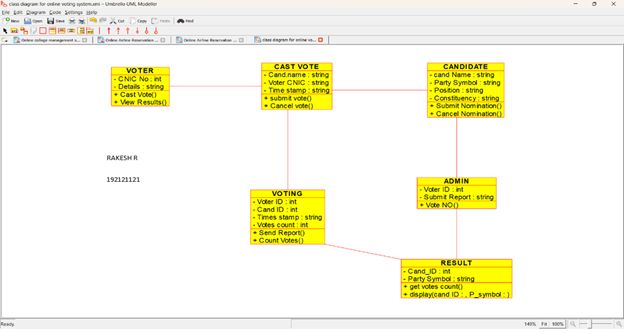 class diagram for online voting system.xmi - Umbrello UML Modeller
File Edit Diagram Code Settings Help
New Open Save Cut Copy Paste Find
Online college management s...
Online Airline Reservation ...
Online Airline Reservation ...
class diagram for online vo...
VOTER
- CNIC No : int
- Details : string
+ Cast Vote()
+ View Results()
CAST VOTE
- Cand.name : string
- Voter CNIC : string
- Time stamp : string
+ submit vote()
+ Cancel vote()
CANDIDATE
- cand Name : string
- Party Symbol : string
- Position : string
- Constituency : string
+ Submit Nomination()
+ Cancel Nomination()
RAKESH R
192121121
VOTING
- Voter ID : int
- Cand ID : int
- Times stamp : string
- Votes count : int
+ Send Report()
+ Count Votes()
ADMIN
- Voter ID : int
- Submit Report : string
+ Vote NO()
RESULT
- Cand_ID : int
- Party Symbol : string
+ get votes count()
+ display(cand ID : , P_symbol : )
Ready.
149% Fit 100%